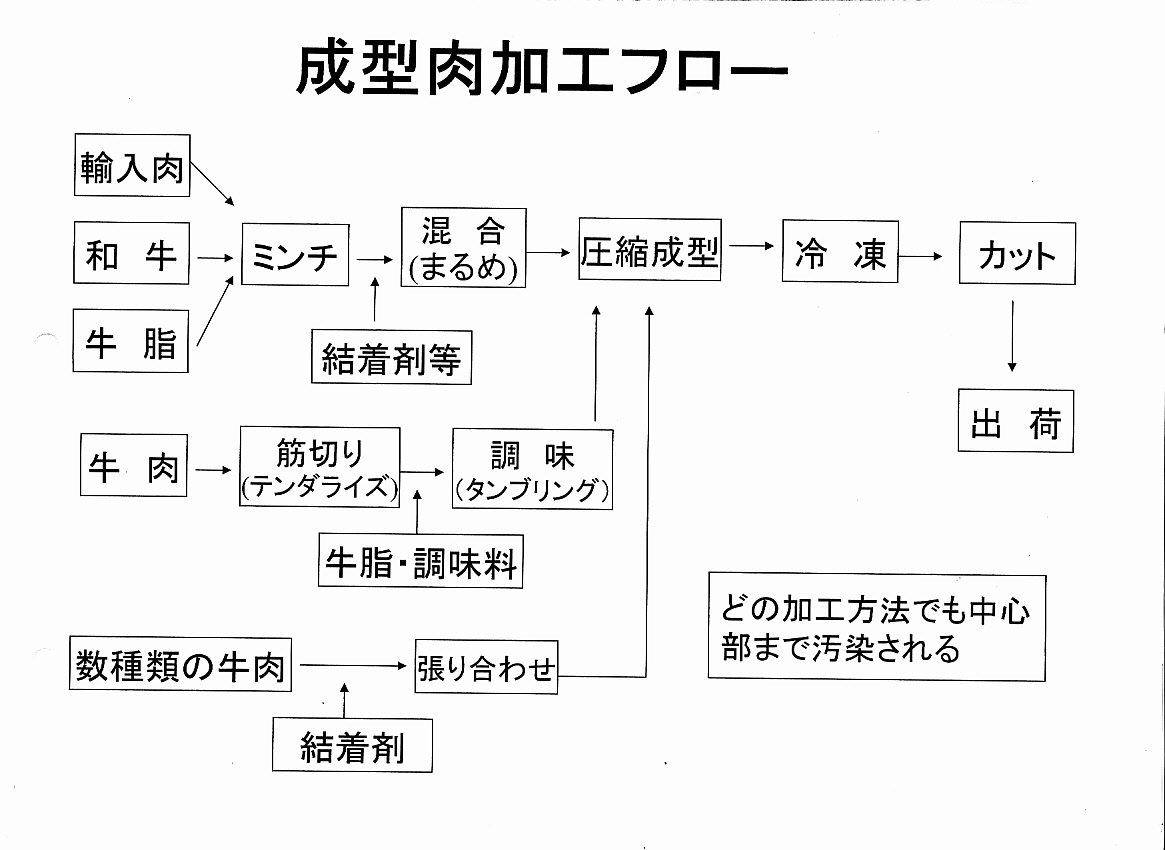 成型肉加工フロー
輸入肉
和　牛
牛　脂
ミンチ
混　合
(まるめ)
結着剤等
圧縮成型
冷　凍
カット
出　荷
牛　肉
筋切り
(テンダライズ)
調　味
(タンブリング)
牛脂・調味料
数種類の牛肉
張り合わせ
結着剤
どの加工方法でも中心
部まで汚染される